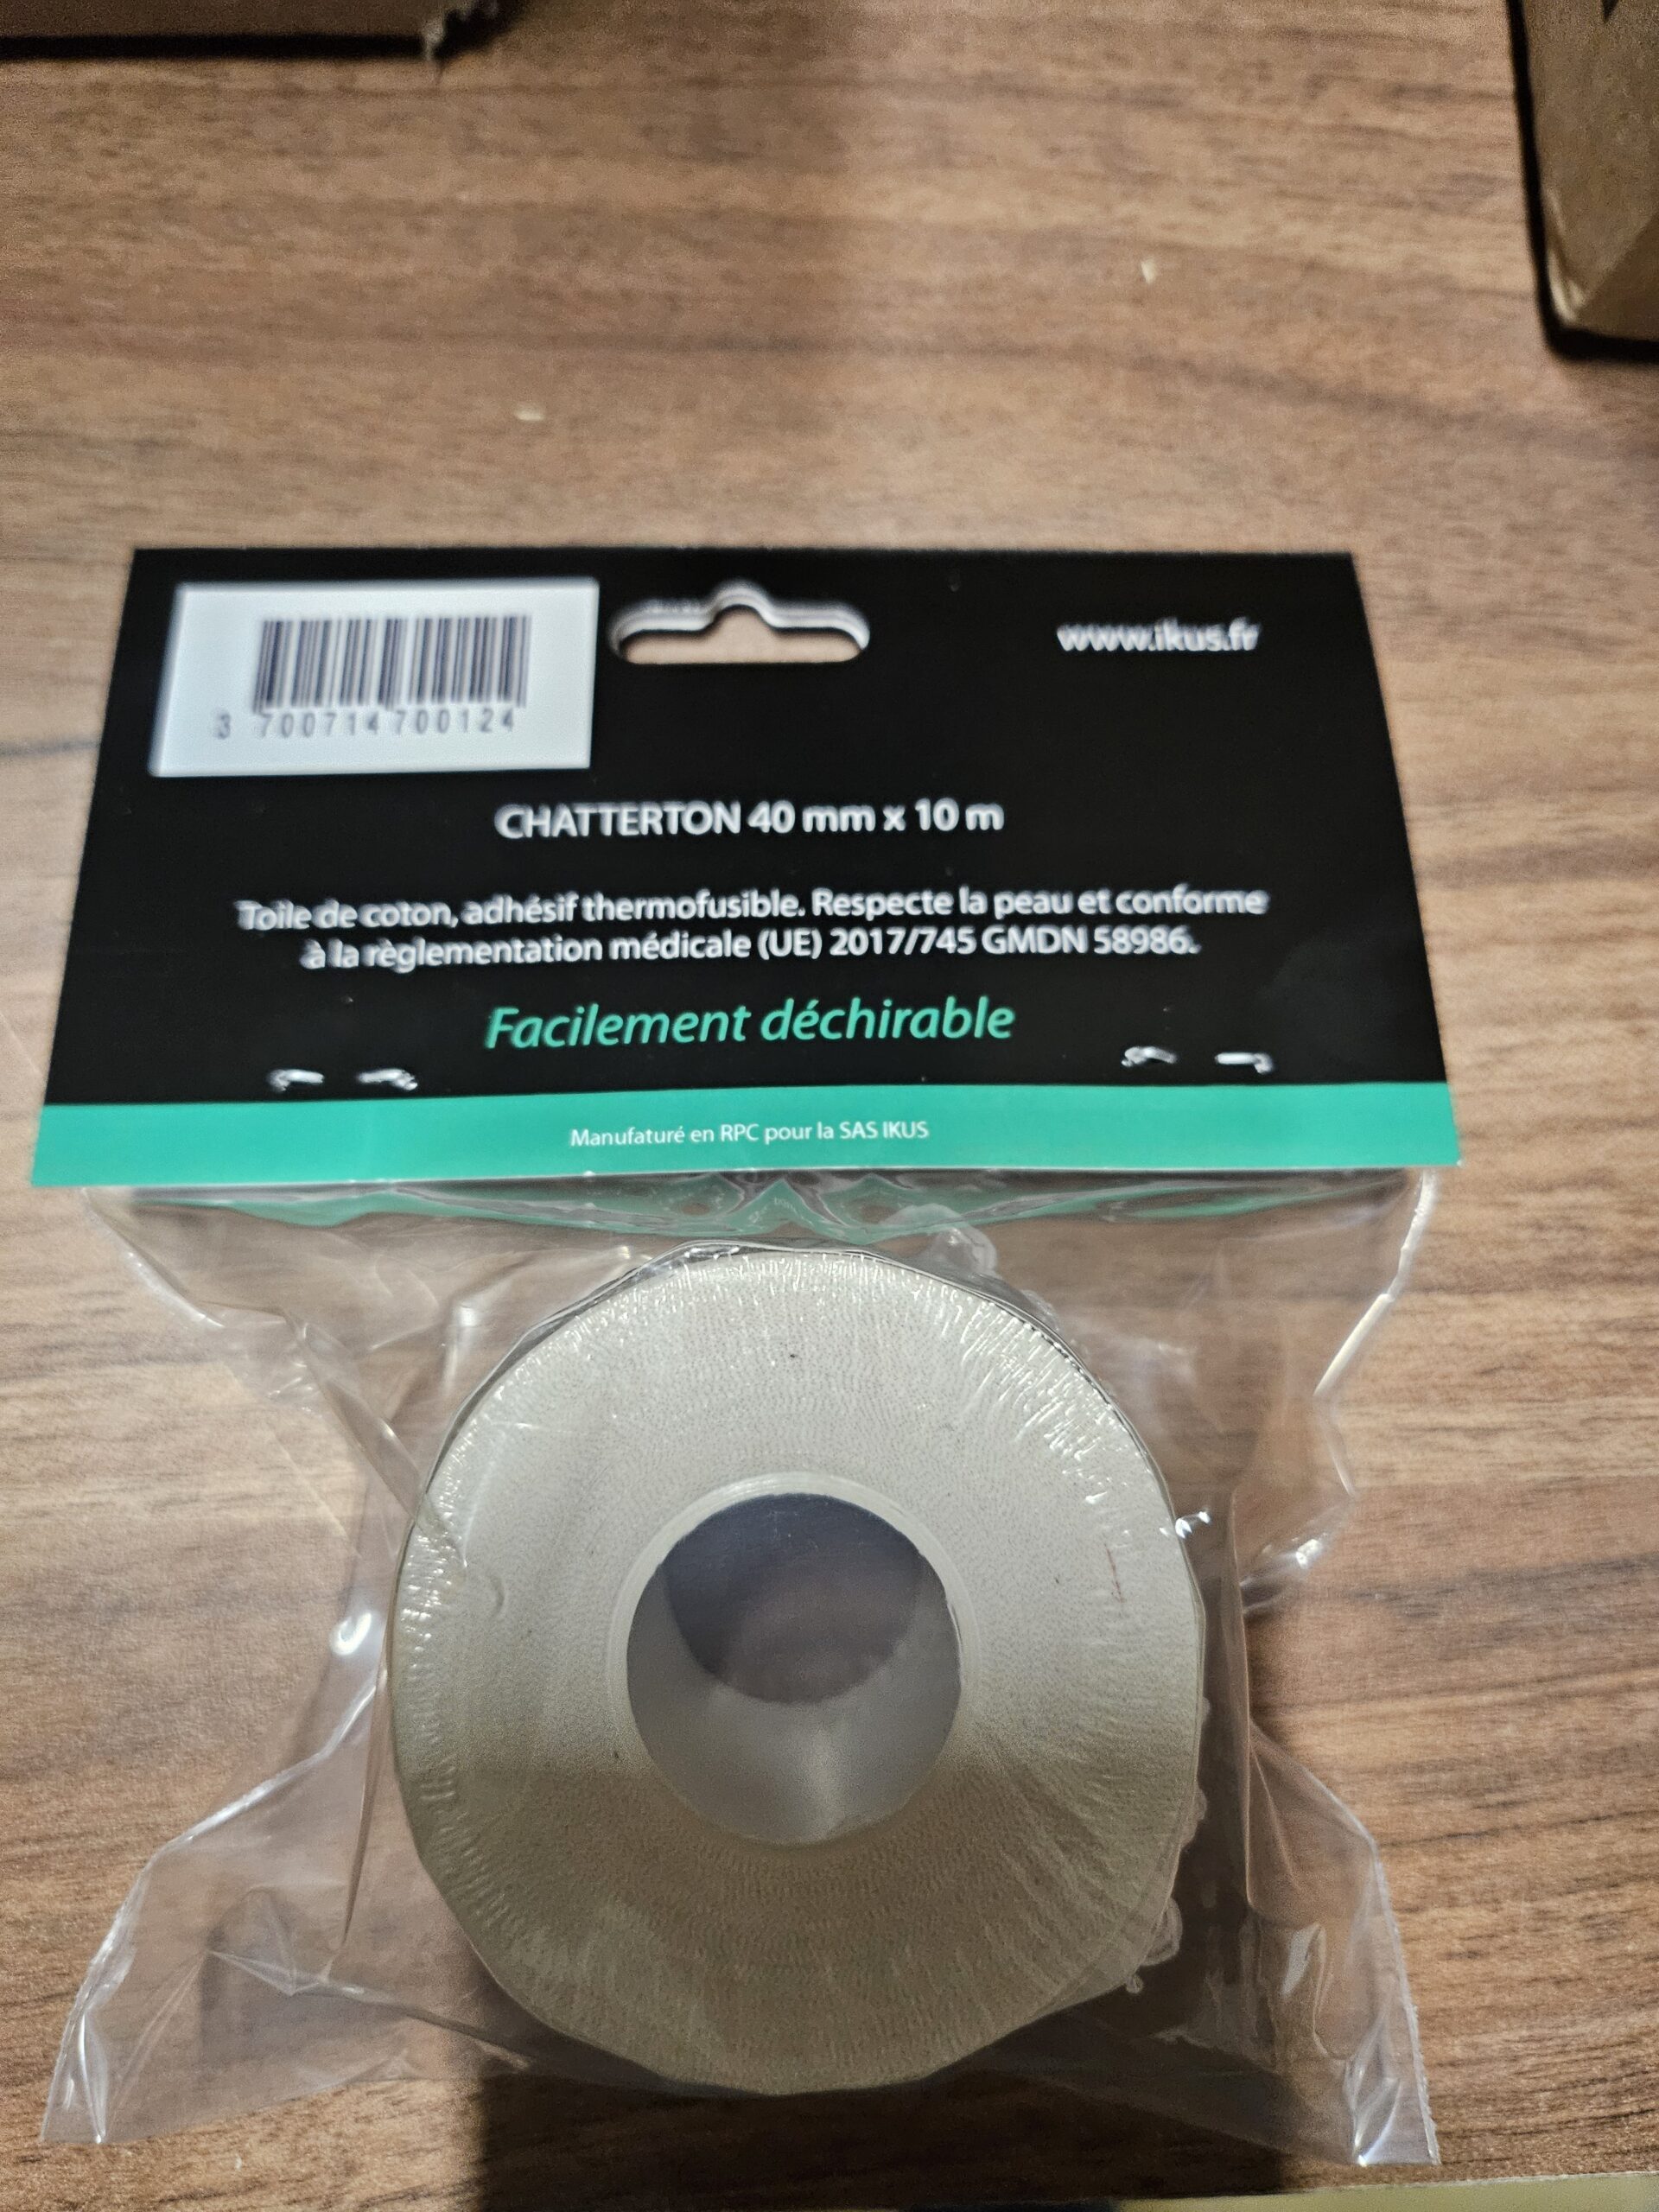 www.ikus.fr
3 700714 700124
CHATTERTON 40 mm x 10 m
Toile de coton, adhésif thermofusible. Respecte la peau et conforme
à la règlementation médicale (UE) 2017/745 GMDN 58986.
Facilement déchirable
Manufaturé en RPC pour la SAS IKUS